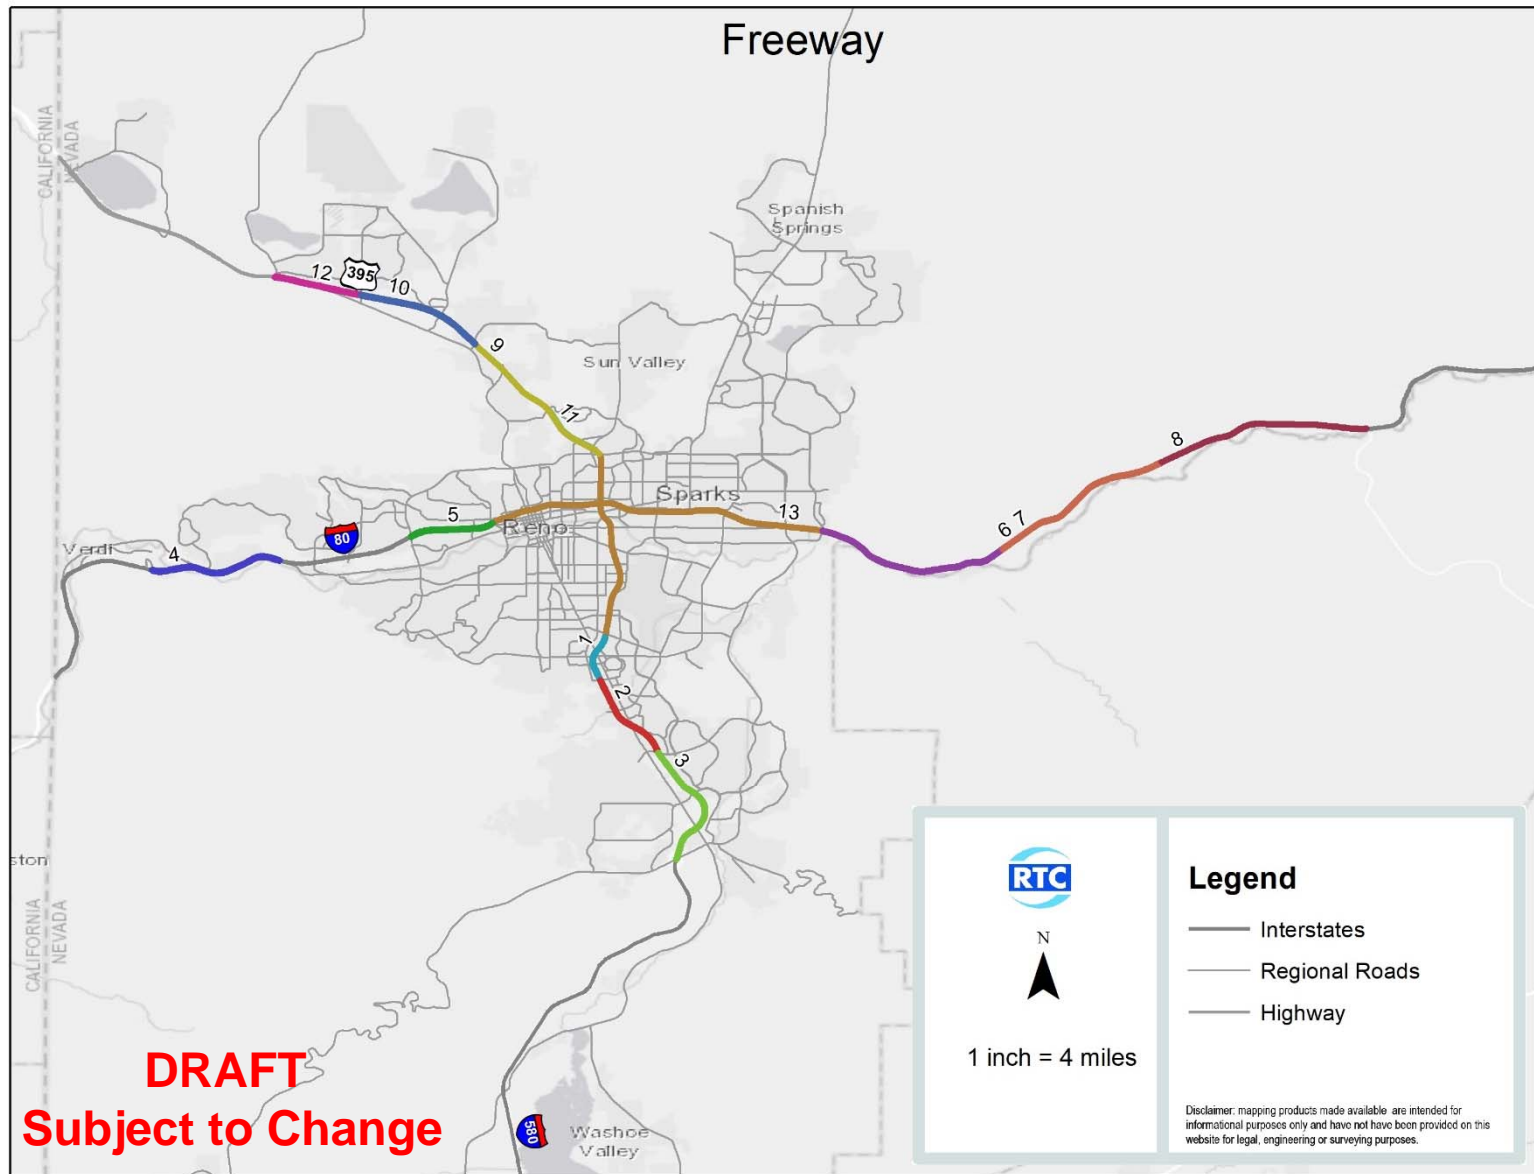 Freeway
CALIFORNIA
NEVADA
Spanish
Springs
12
395
10
9
Sun Valley
11
Sparks
8
13
5
Reno
80
6 7
Verdi
4
1
2
3
ston
CALIFORNIA
NEVADA
RTC
N
1 inch = 4 miles
Legend
Interstates
Regional Roads
Highway
Disclaimer: mapping products made available are intended for
informational purposes only and have not have been provided on this
website for legal, engineering or surveying purposes.
DRAFT
Subject to Change
580
Washoe
Valley